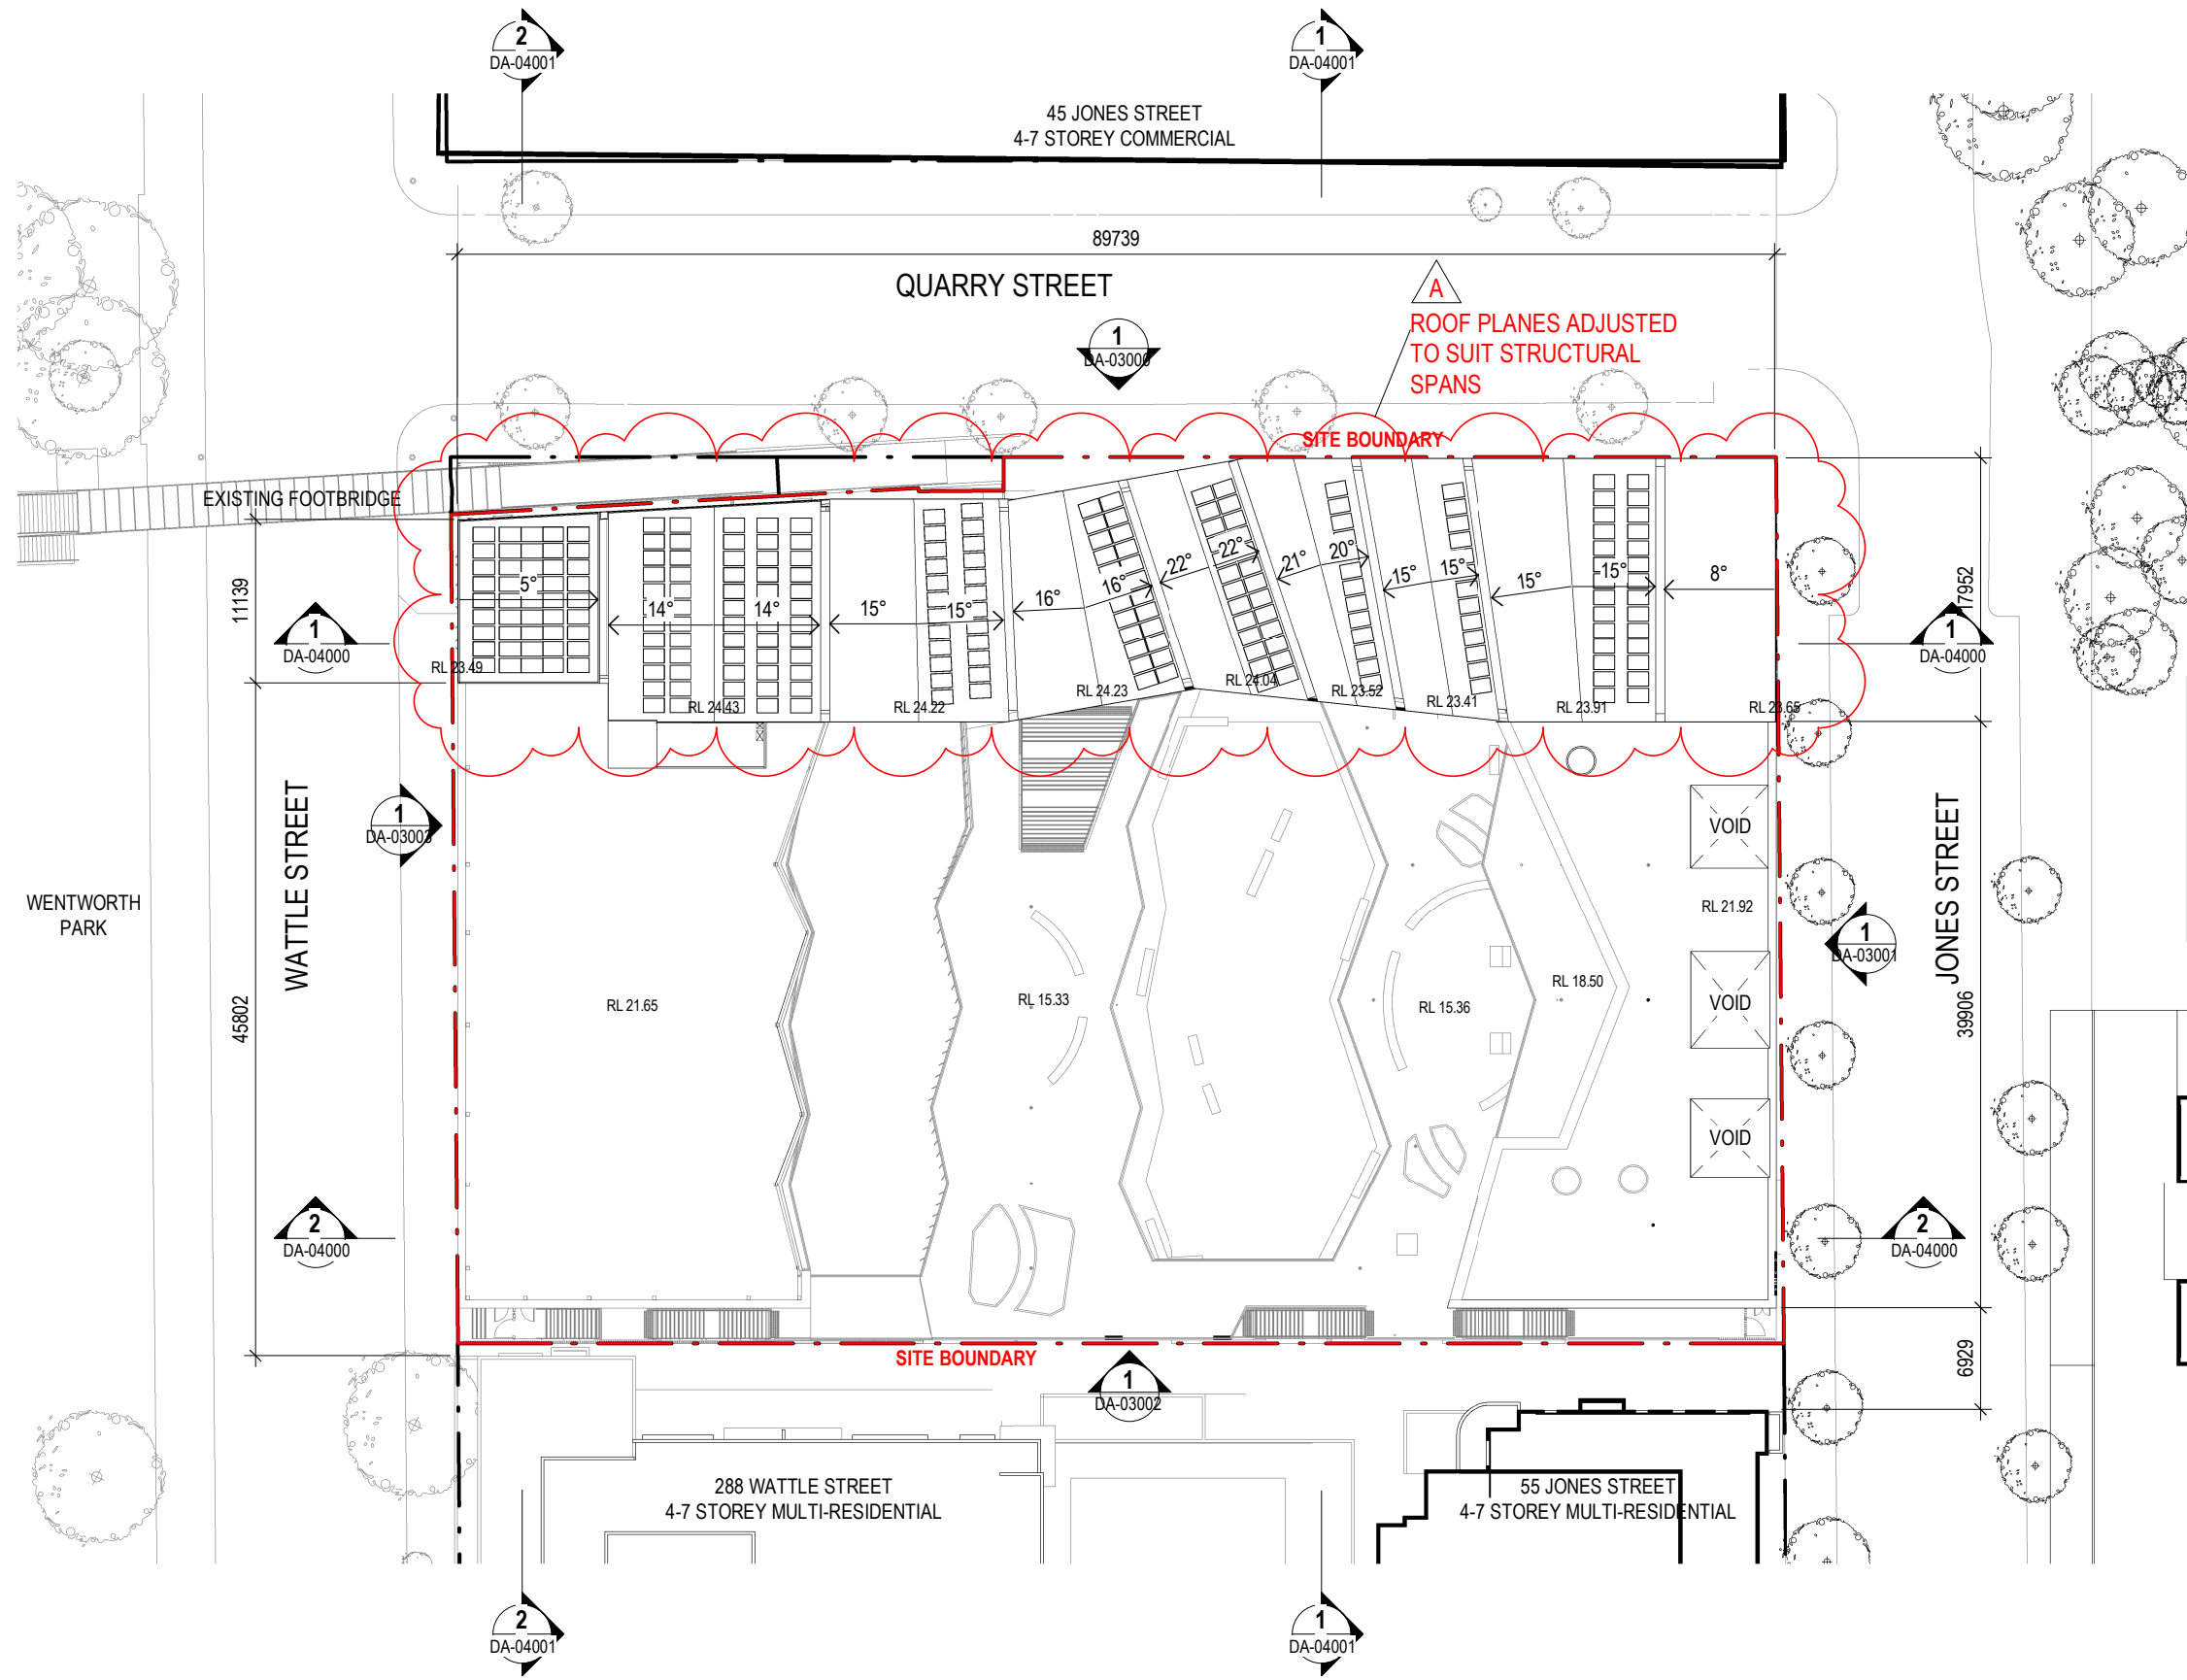 2
DA-04001
1
DA-04001
45 JONES STREET
4-7 STOREY COMMERCIAL
89739
QUARRY STREET
A
ROOF PLANES ADJUSTED
TO SUIT STRUCTURAL
SPANS
1
DA-03000
SITE BOUNDARY
EXISTING FOOTBRIDGE
11139
5°
14°
14°
15°
15°
16°
16°
22°
22°
21°
20°
15°
15°
15°
15°
8°
17952
1
DA-04000
1
DA-04000
RL 23.49
RL 24.43
RL 24.22
RL 24.23
RL 24.04
RL 23.52
RL 23.41
RL 23.91
RL 23.65
WATTLE STREET
1
DA-03003
VOID
JONES STREET
WENTWORTH
PARK
RL 21.92
1
DA-03001
RL 21.65
RL 15.33
RL 15.36
RL 18.50
VOID
45802
39906
VOID
2
DA-04000
2
DA-04000
SITE BOUNDARY
1
DA-03002
6929
288 WATTLE STREET
4-7 STOREY MULTI-RESIDENTIAL
55 JONES STREET
4-7 STOREY MULTI-RESIDENTIAL
2
DA-04001
1
DA-04001